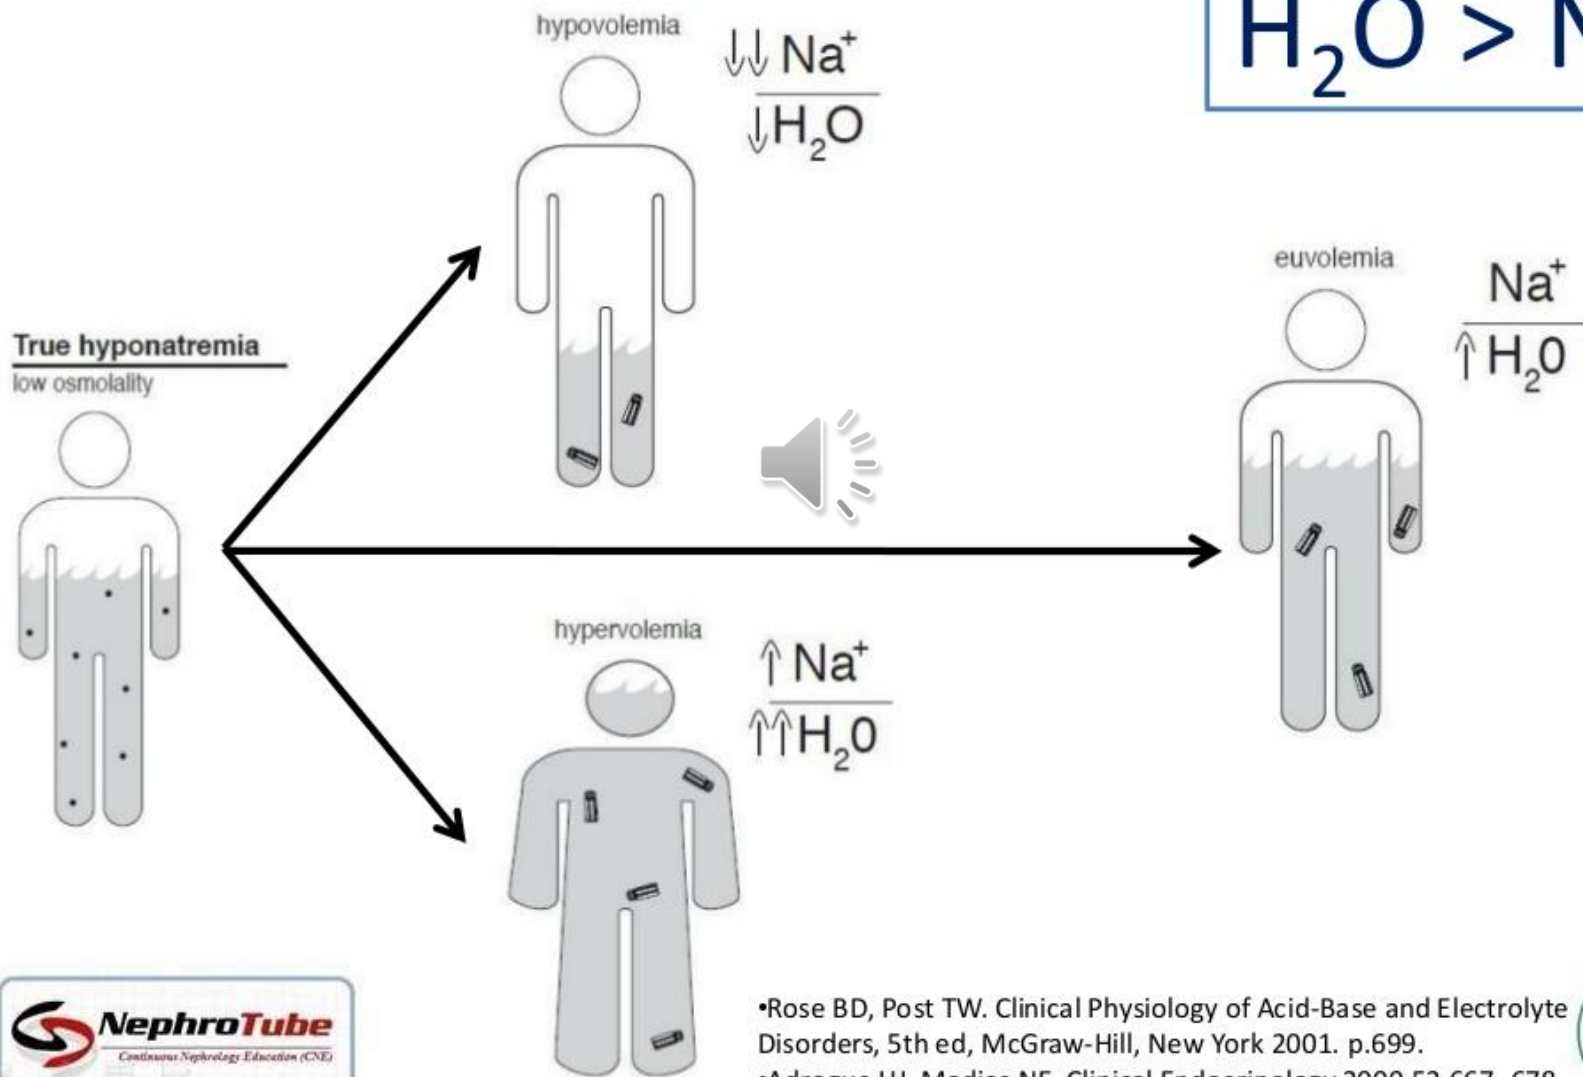 hypovolemia
↓↓ Na⁺
↓H₂O
H₂O >
True hyponatremia
low osmolality
euvolemia
Na⁺
↑ H₂0
hypervolemia
↑ Na⁺
↑↑H₂0
NephroTube
Continuous Nephrology Education (CNE)
•Rose BD, Post TW. Clinical Physiology of Acid-Base and Electrolyte
Disorders, 5th ed, McGraw-Hill, New York 2001. p.699.